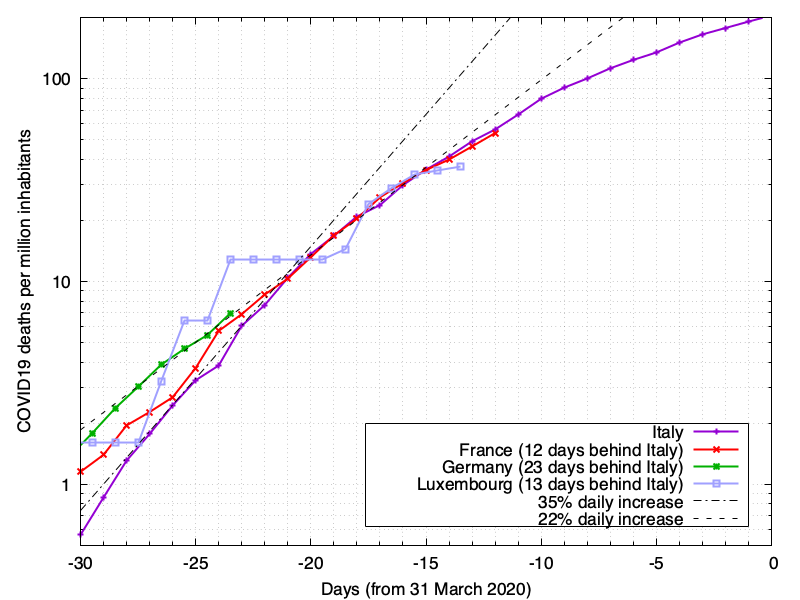 100
10
1
COVID19 deaths per million inhabitants
Italy
France (12 days behind Italy)
Germany (23 days behind Italy)
Luxembourg (13 days behind Italy)
35% daily increase
22% daily increase
-30 -25 -20 -15 -10 -5 0
Days (from 31 March 2020)